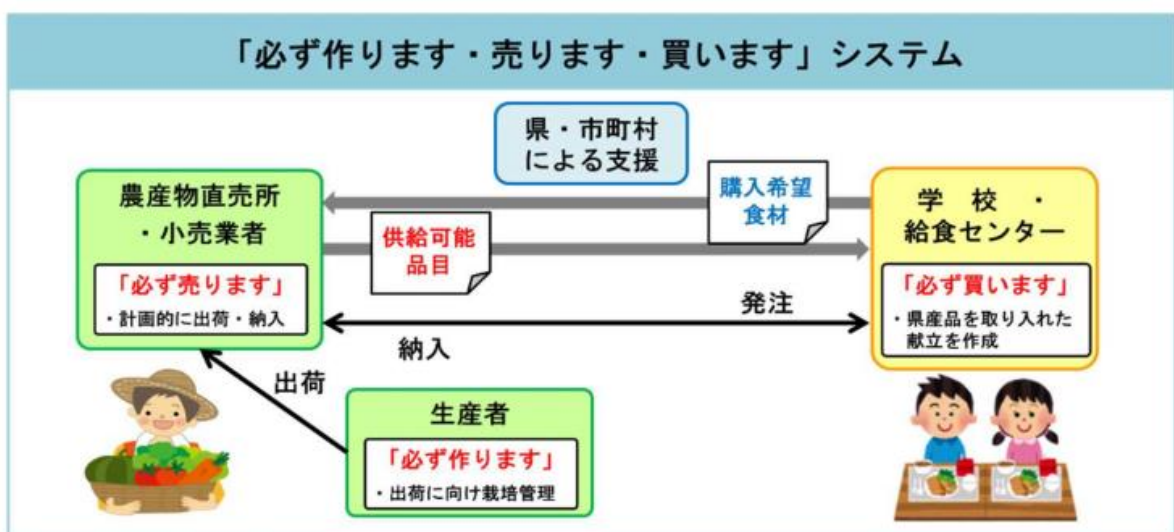 「必ず作ります・売ります・買います」システム
県・市町村
による支援
農産物直売所
・小売業者
「必ず売ります」
・計画的に出荷・納入
購入希望
食材
供給可能
品目
学 校 ・
給食センター
「必ず買います」
・県産品を取り入れた
献立を作成
発注
納入
出荷
生産者
「必ず作ります」
・出荷に向け栽培管理